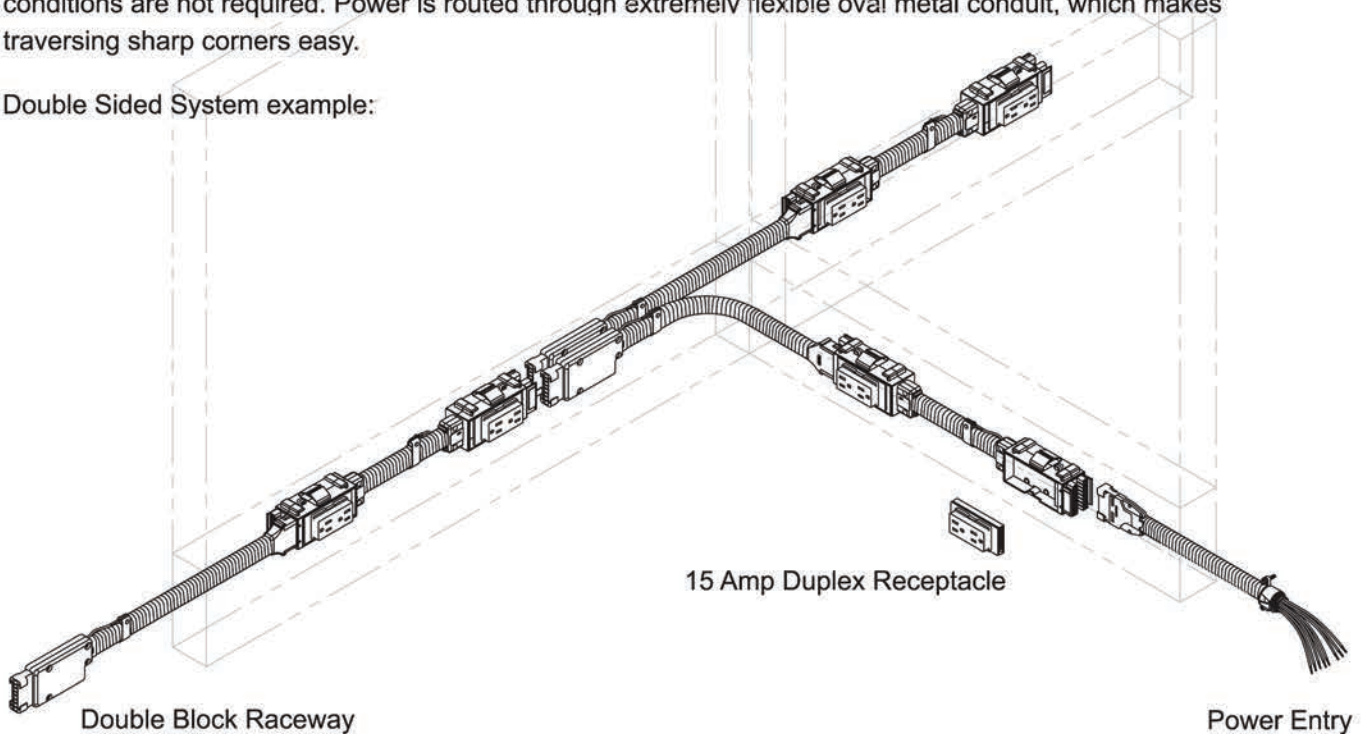 conditions are not required. Power is routed through extremely flexible oval metal conduit, which makes
traversing sharp corners easy.
Double Sided System example:
15 Amp Duplex Receptacle
Double Block Raceway
Power Entry